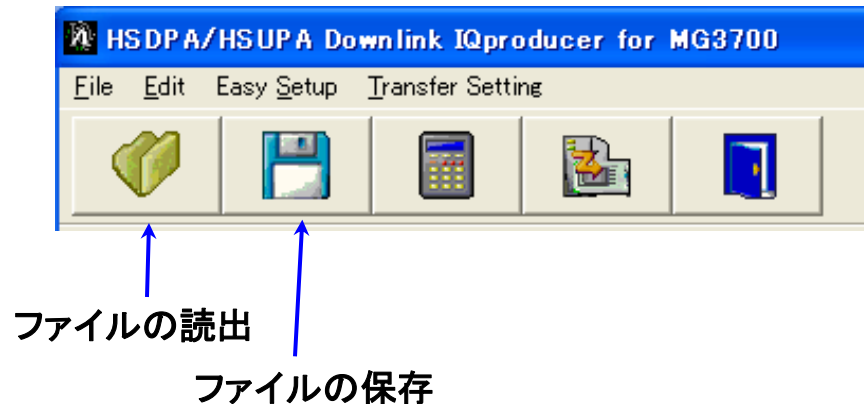 HSDPA/HSUPA Downlink IQproducer for MG3700
File Edit Easy Setup Transfer Setting
ファイルの読出
ファイルの保存